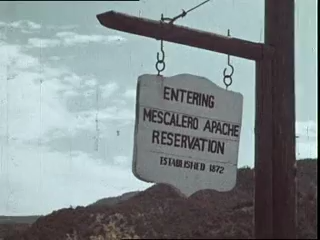 ENTERING
MESCALERO APACHE
RESERVATION
ESTABLISHED 1872